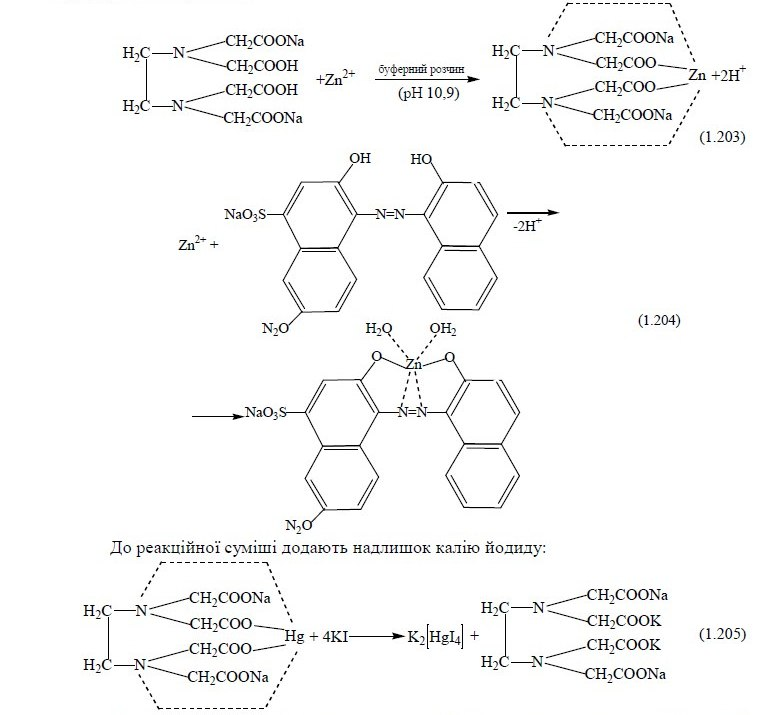 H₂C—N CH₂COONa
CH₂COOH
H₂C—N CH₂COOH
CH₂COONa
+Zn²⁺
буферний розчин
(pH 10,9)
H₂C—N CH₂COONa
CH₂COO
H₂C—N CH₂COO
CH₂COONa
Zn +2H⁺
(1.203)
Zn²⁺ +
OH HO
NaO₃S N=N
N₂O
-2H⁺
(1.204)
H₂O OH₂
O Zn O
NaO₃S N=N
N₂O
До реакційної суміші додають надлишок калію йодиду:
H₂C—N CH₂COONa
CH₂COO
H₂C—N CH₂COO
CH₂COONa
Hg + 4KI
K₂[HgI₄] +
H₂C—N CH₂COONa
CH₂COOK
H₂C—N CH₂COOK
CH₂COONa
(1.205)